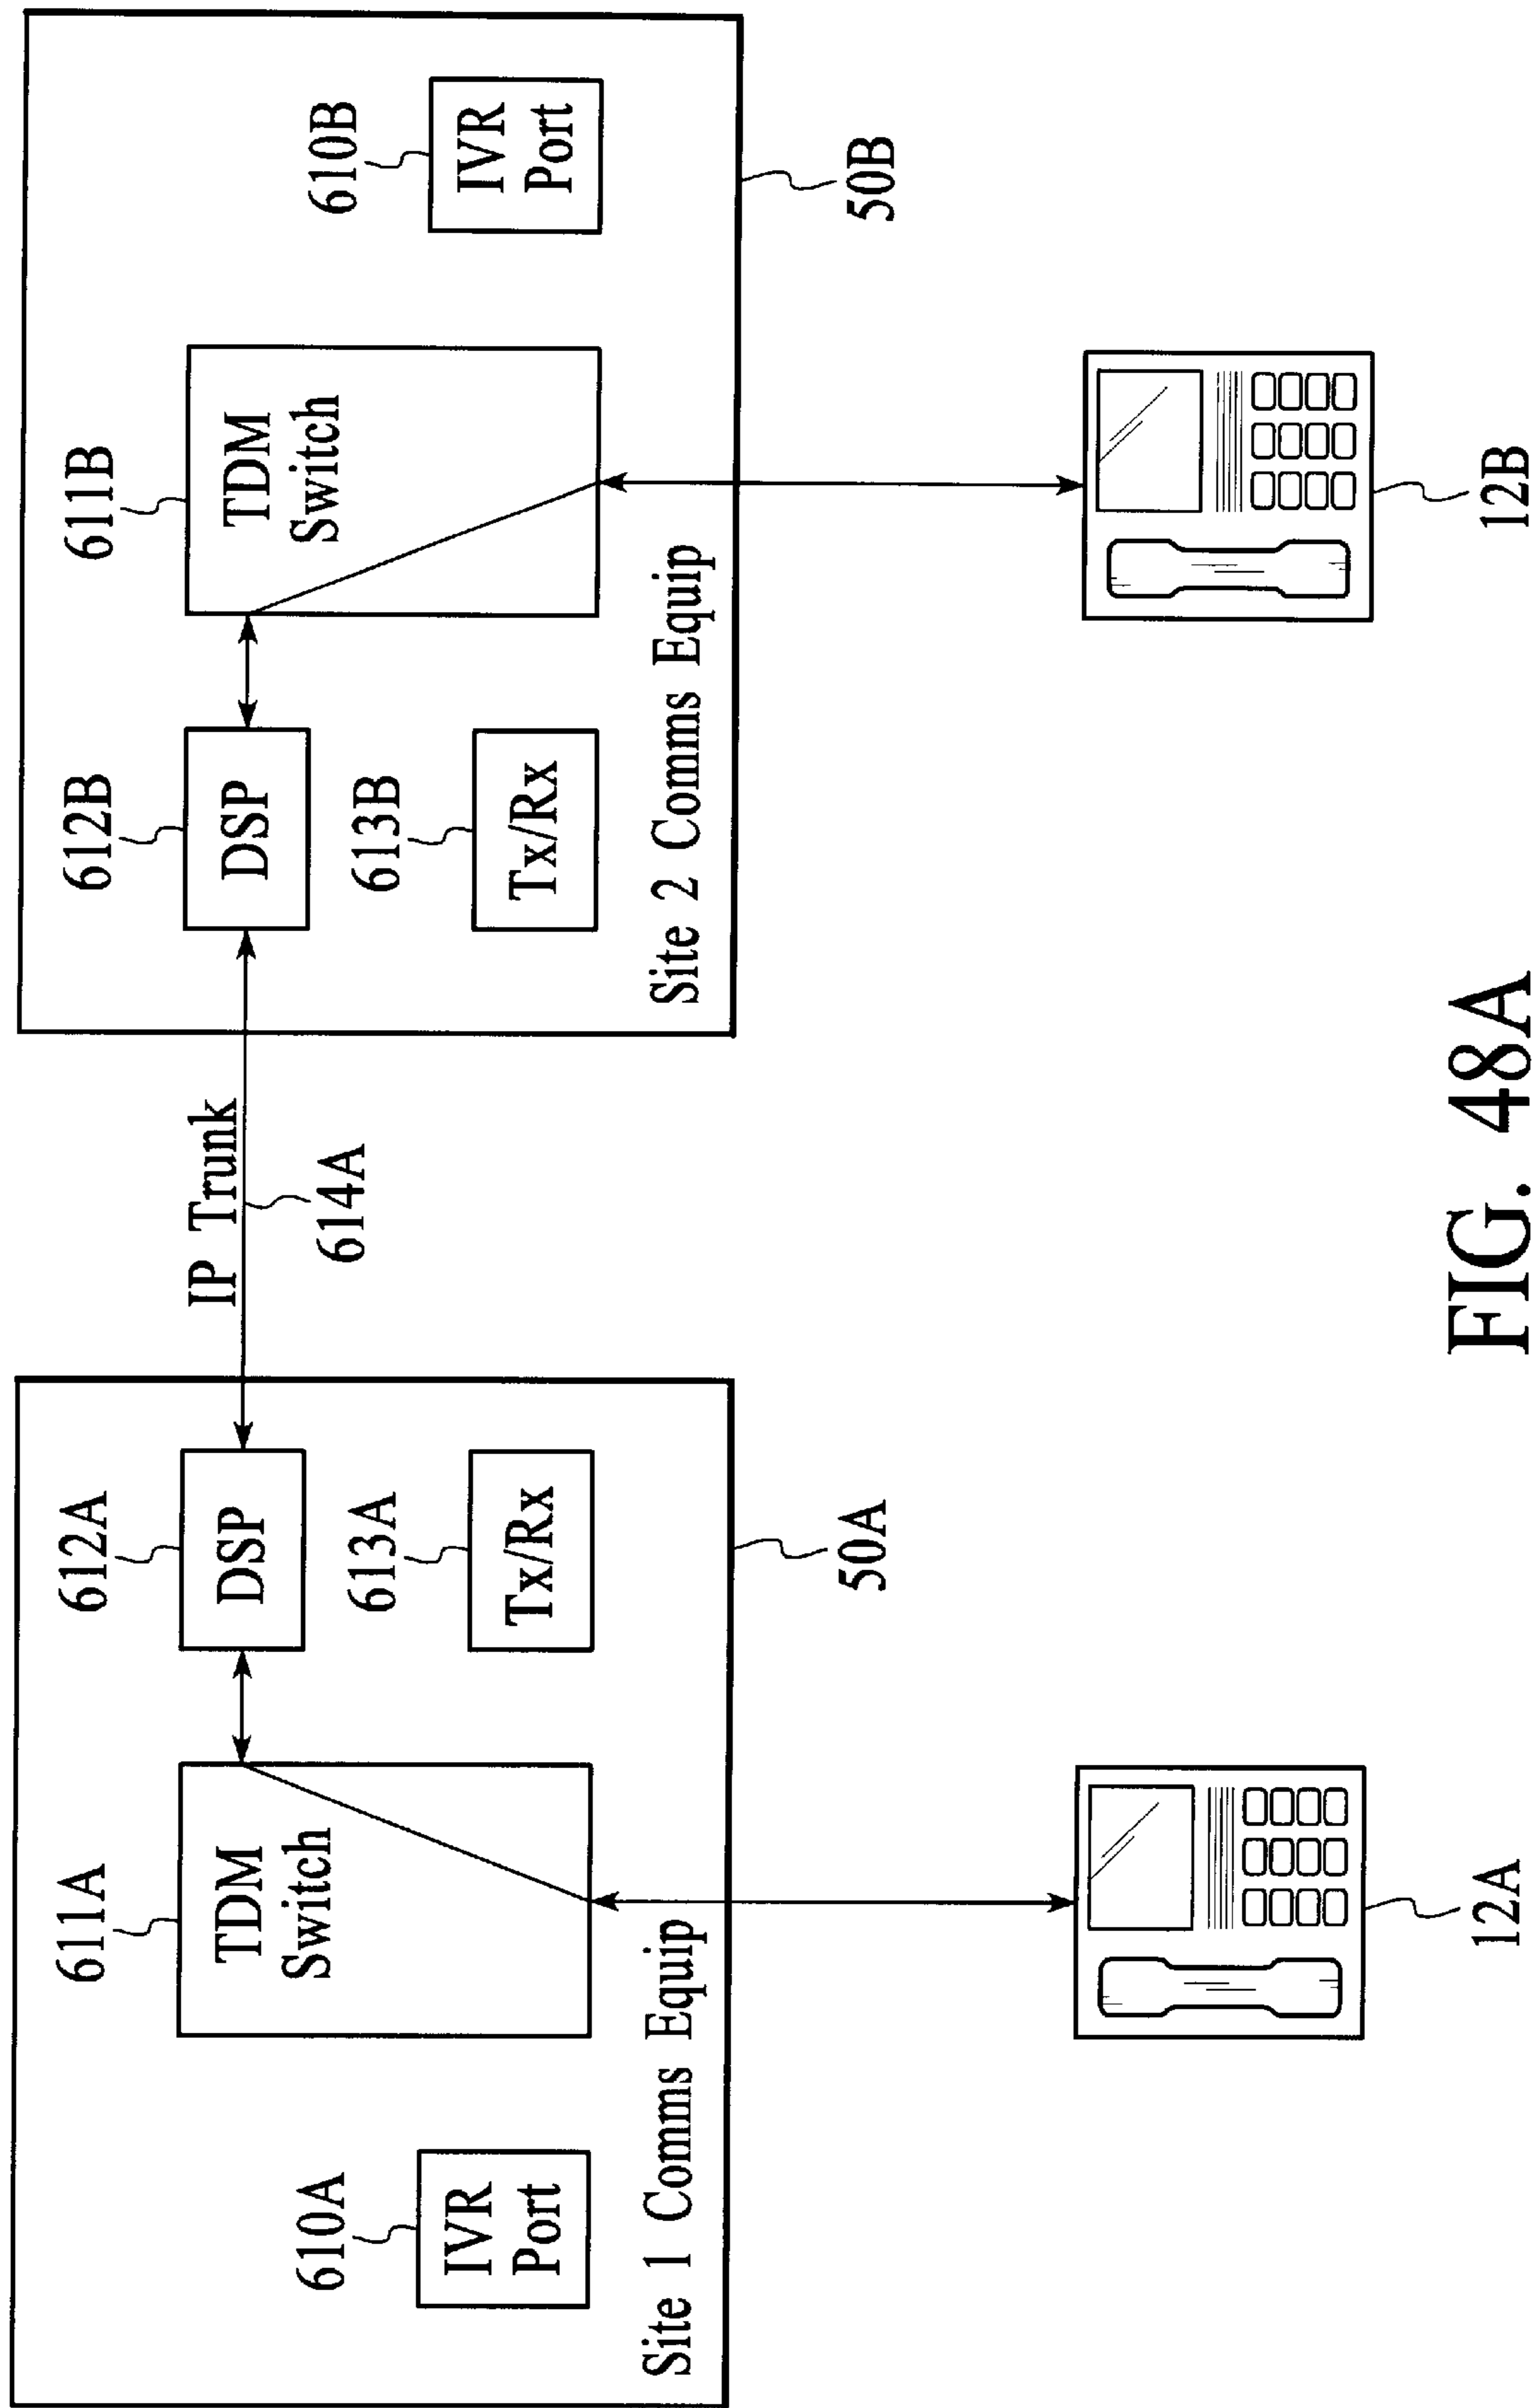 611A
612A
IP Trunk
612B
611B
TDM
Switch
DSP
DSP
TDM
Switch
610A
613A
614A
613B
610B
IVR
Port
Tx/Rx
Tx/Rx
IVR
Port
Site 1 Comms Equip
Site 2 Comms Equip
50A
50B
12A
12B
FIG. 48A